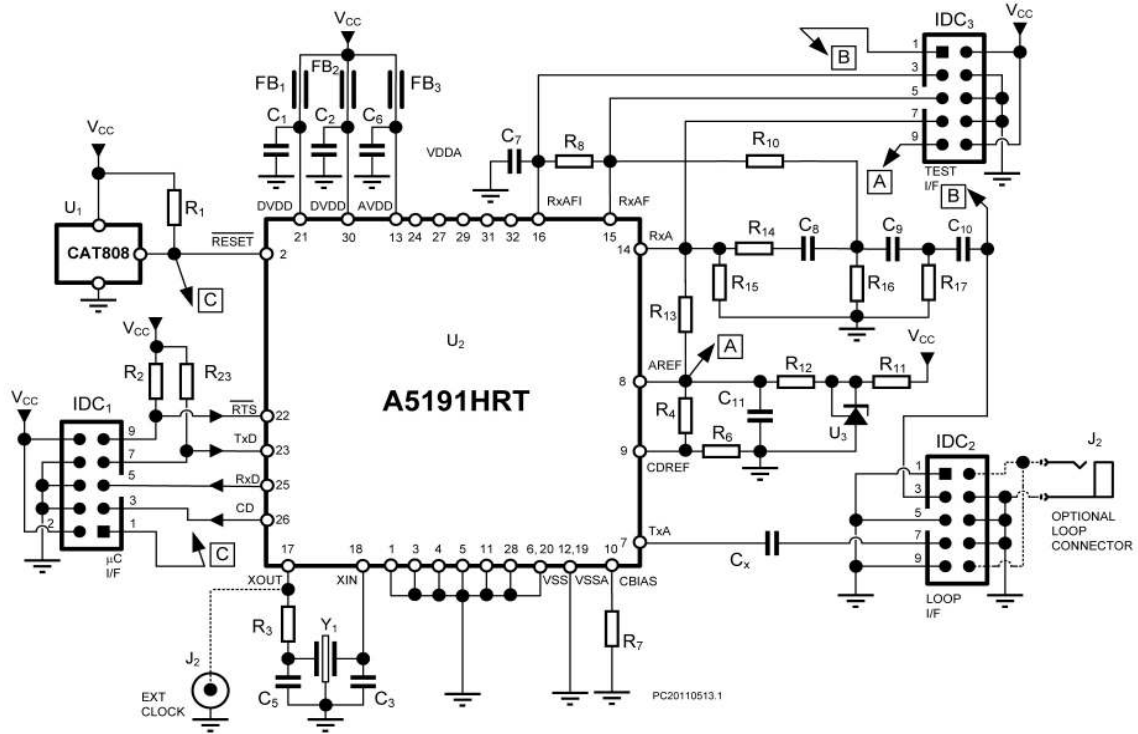 IDC3
VCC
VCC
1
3
5
7
9
B
A
TEST
I/F
B
FB1
FB2
FB3
C1
C2
C6
VDDA
C7
R8
R10
VCC
R1
U1
CAT808
RESET
C
DVDD
DVDD
AVDD
RxAFI
RxAF
21
30
13
24
27
29
31
32
16
15
2
14
RxA
R14
C8
C9
C10
R15
R16
R17
R13
U2
A5191HRT
A
AREF
8
R12
R11
VCC
R4
C11
U3
CDREF
9
R6
VCC
R2
R23
VCC
IDC1
RTS
22
TxD
23
RxD
25
CD
26
9
7
5
3
2
1
µC
I/F
C
IDC2
J2
1
3
5
7
9
OPTIONAL
LOOP
CONNECTOR
LOOP
I/F
TxA
7
Cx
17
18
1
3
4
5
11
28
6,20
12,19
10
XOUT
XIN
VSS
VSSA
CBIAS
R3
Y1
C5
C3
R7
J2
EXT
CLOCK
PC20110513.1